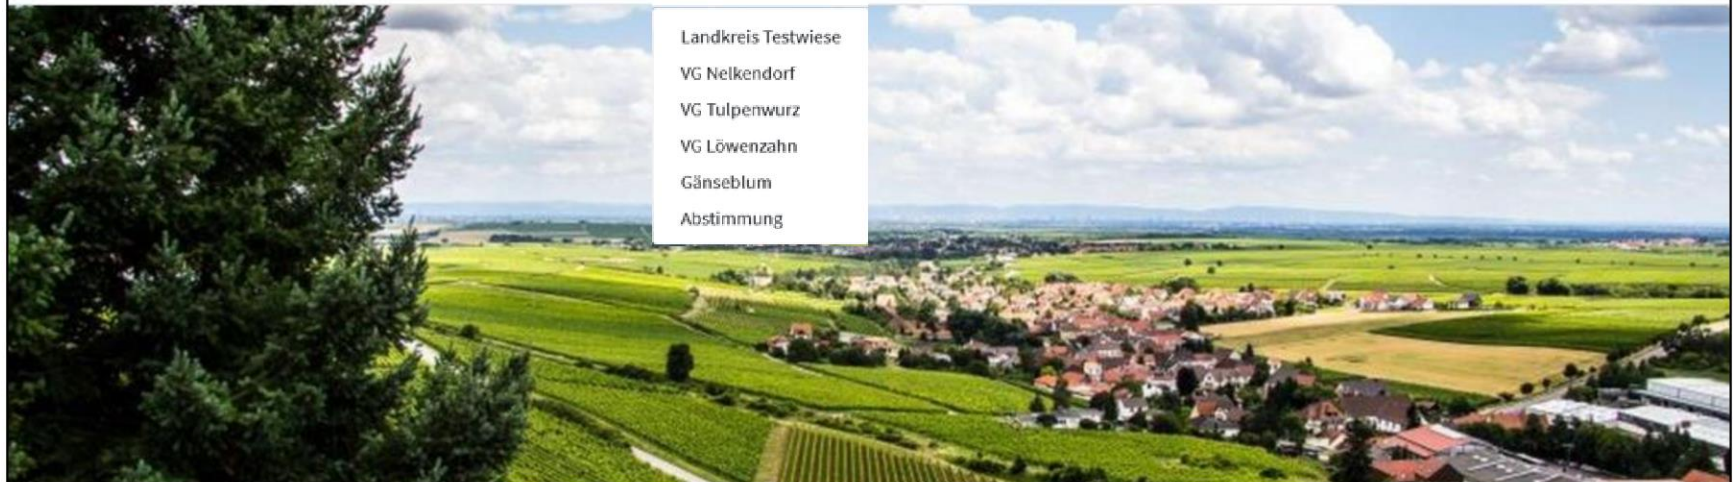 Landkreis Testwiese
VG Nelkendorf
VG Tulpenwurz
VG Löwenzahn
Gänseblum
Abstimmung